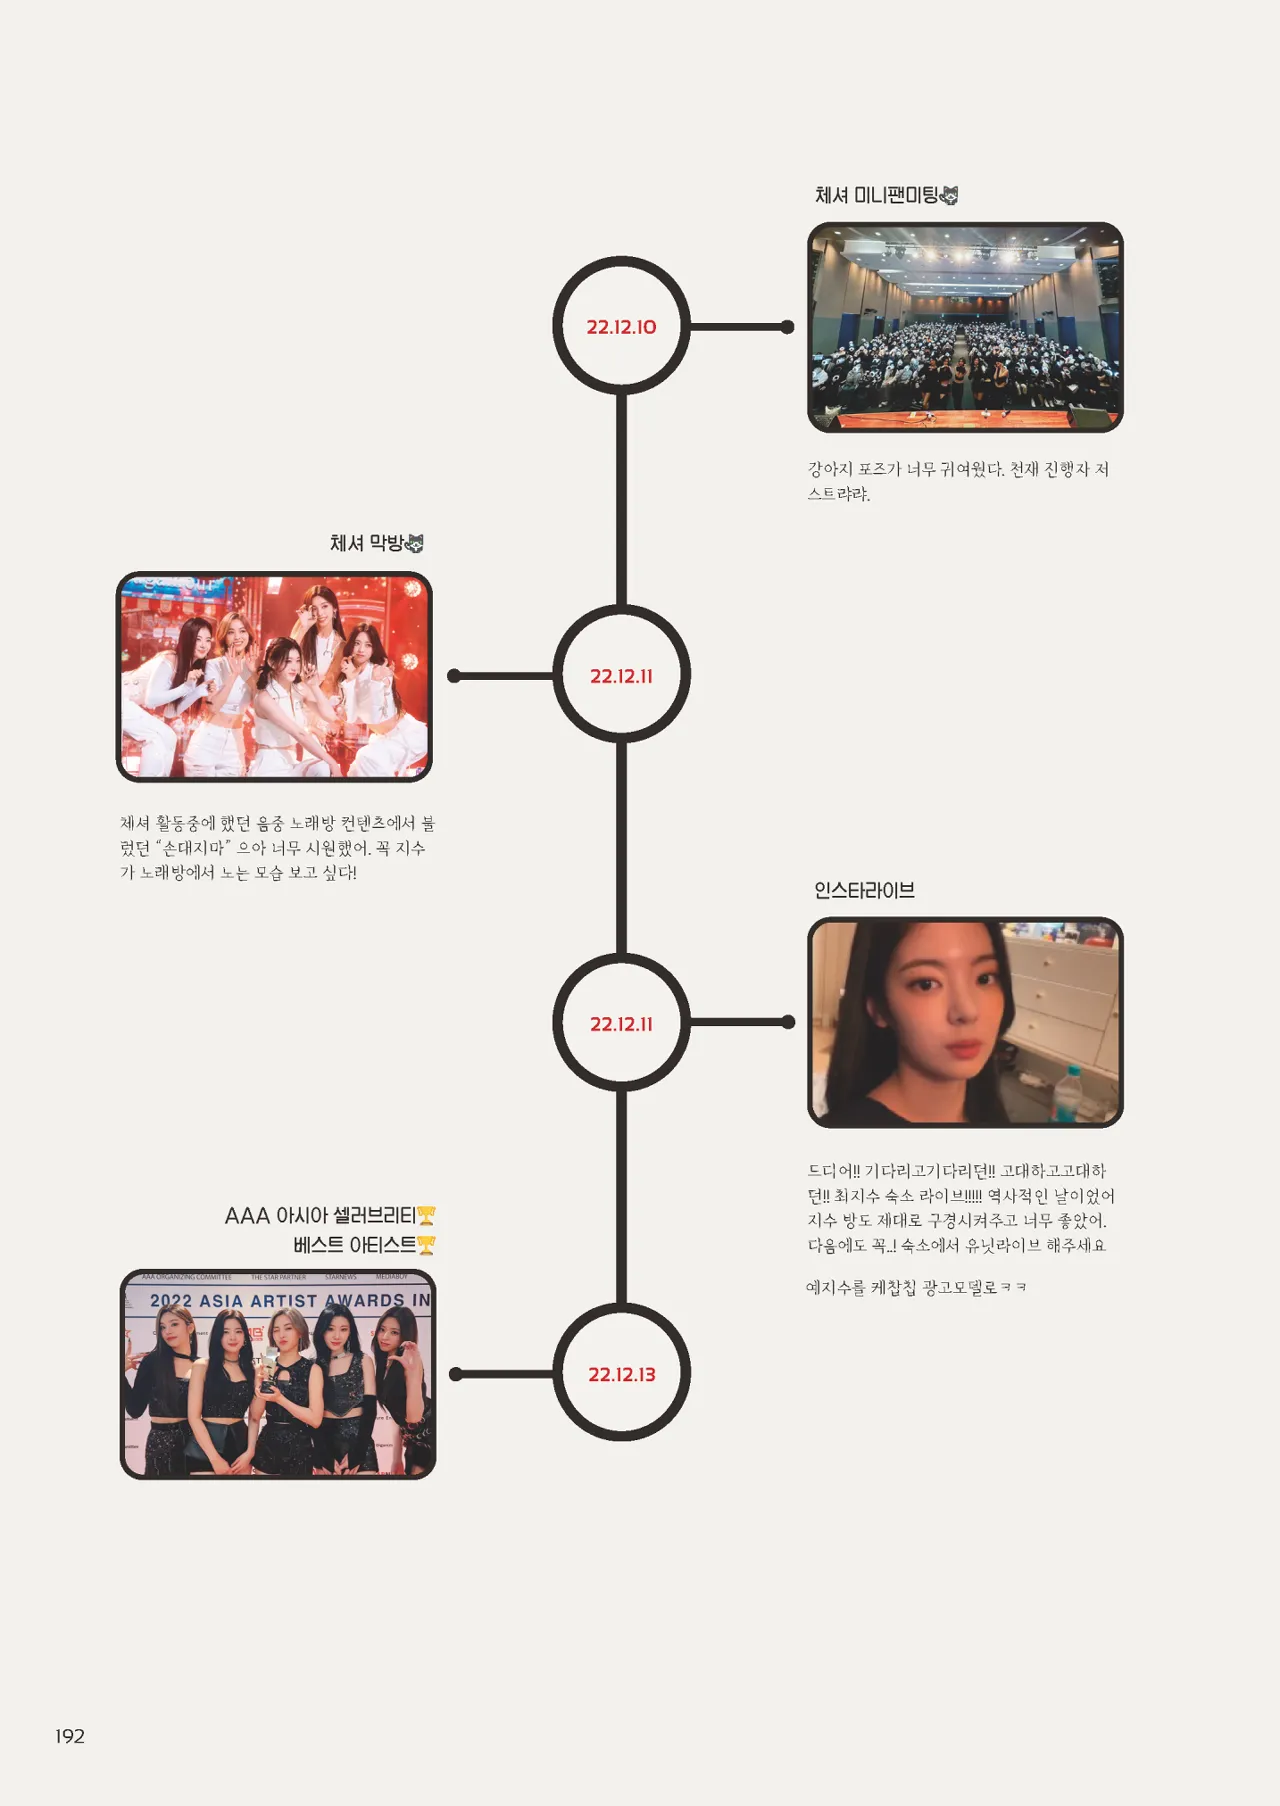 체셔 미니팬미팅
22.12.10
강아지 포즈가 너무 귀여웠다. 천재 진행자 저
스트랴랴.
체셔 막방
22.12.11
체셔 활동중에 했던 음중 노래방 컨텐츠에서 불
렀던 “손대지마” 으아 너무 시원했어. 꼭 지수
가 노래방에서 노는 모습 보고 싶다!
인스타라이브
22.12.11
드디어!! 기다리고기다리던!! 고대하고고대하
던!! 최지수 숙소 라이브!!!!! 역사적인 날이었어
지수 방도 제대로 구경시켜주고 너무 좋았어.
다음에도 꼭..! 숙소에서 유닛라이브 해주세요
예지수를 케찹칩 광고모델로ㅋㅋ
AAA 아시아 셀러브리티🏆
베스트 아티스트🏆
AAA ORGANIZING COMMITTEE THE STAR PARTNER STARNEWS MEDIABOY
2022 ASIA ARTIST AWARDS IN
22.12.13
192